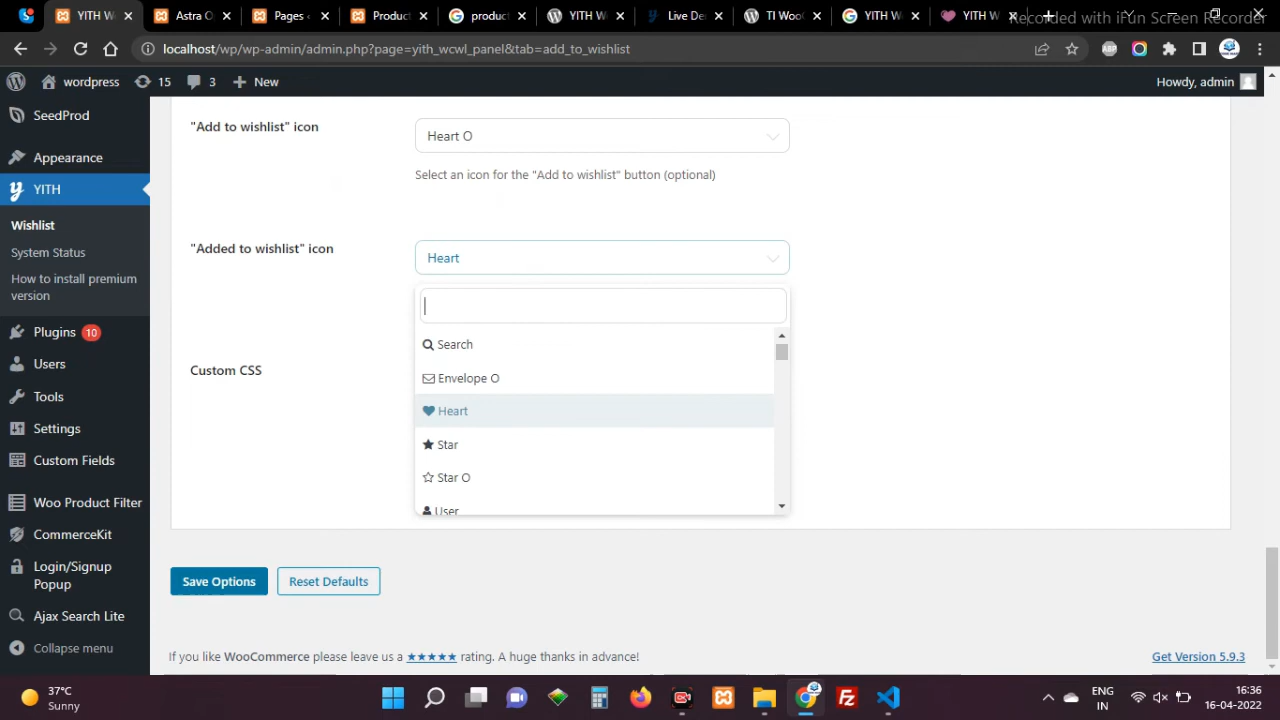 YITH W
Astra O
Pages
Product
product
YITH W
Live De
TI WooC
YITH W
YITH W
Recorded with iFun Screen Recorder
localhost/wp/wp-admin/admin.php?page=yith_wcwl_panel&tab=add_to_wishlist
ABP
wordpress
15
3
New
Howdy, admin
SeedProd
Appearance
YITH
Wishlist
System Status
How to install premium
version
Plugins 10
Users
Tools
Settings
Custom Fields
Woo Product Filter
CommerceKit
Login/Signup
Popup
Ajax Search Lite
Collapse menu
"Add to wishlist" icon
Heart O
Select an icon for the "Add to wishlist" button (optional)
"Added to wishlist" icon
Heart
Search
Envelope O
Heart
Star
Star O
User
Custom CSS
Save Options
Reset Defaults
If you like WooCommerce please leave us a ★★★★★ rating. A huge thanks in advance!
Get Version 5.9.3
37°C
Sunny
ENG
IN
16:36
16-04-2022